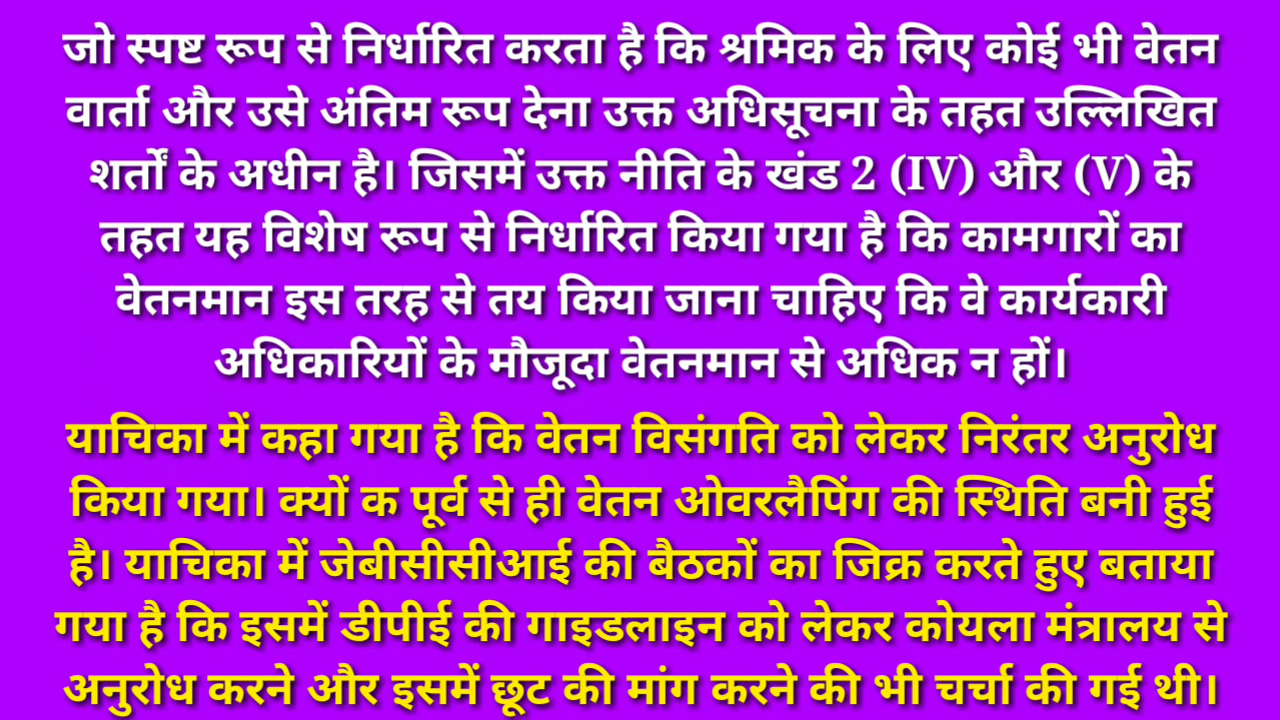 जो स्पष्ट रूप से निर्धारित करता है कि श्रमिक के लिए कोई भी वेतन
वार्ता और उसे अंतिम रूप देना उक्त अधिसूचना के तहत उल्लिखित
शर्तों के अधीन है। जिसमें उक्त नीति के खंड 2 (IV) और (V) के
तहत यह विशेष रूप से निर्धारित किया गया है कि कामगारों का
वेतनमान इस तरह से तय किया जाना चाहिए कि वे कार्यकारी
अधिकारियों के मौजूदा वेतनमान से अधिक न हों।
याचिका में कहा गया है कि वेतन विसंगति को लेकर निरंतर अनुरोध
किया गया। क्यों क पूर्व से ही वेतन ओवरलैपिंग की स्थिति बनी हुई
है। याचिका में जेबीसीसीआई की बैठकों का जिक्र करते हुए बताया
गया है कि इसमें डीपीई की गाइडलाइन को लेकर कोयला मंत्रालय से
अनुरोध करने और इसमें छूट की मांग करने की भी चर्चा की गई थी।